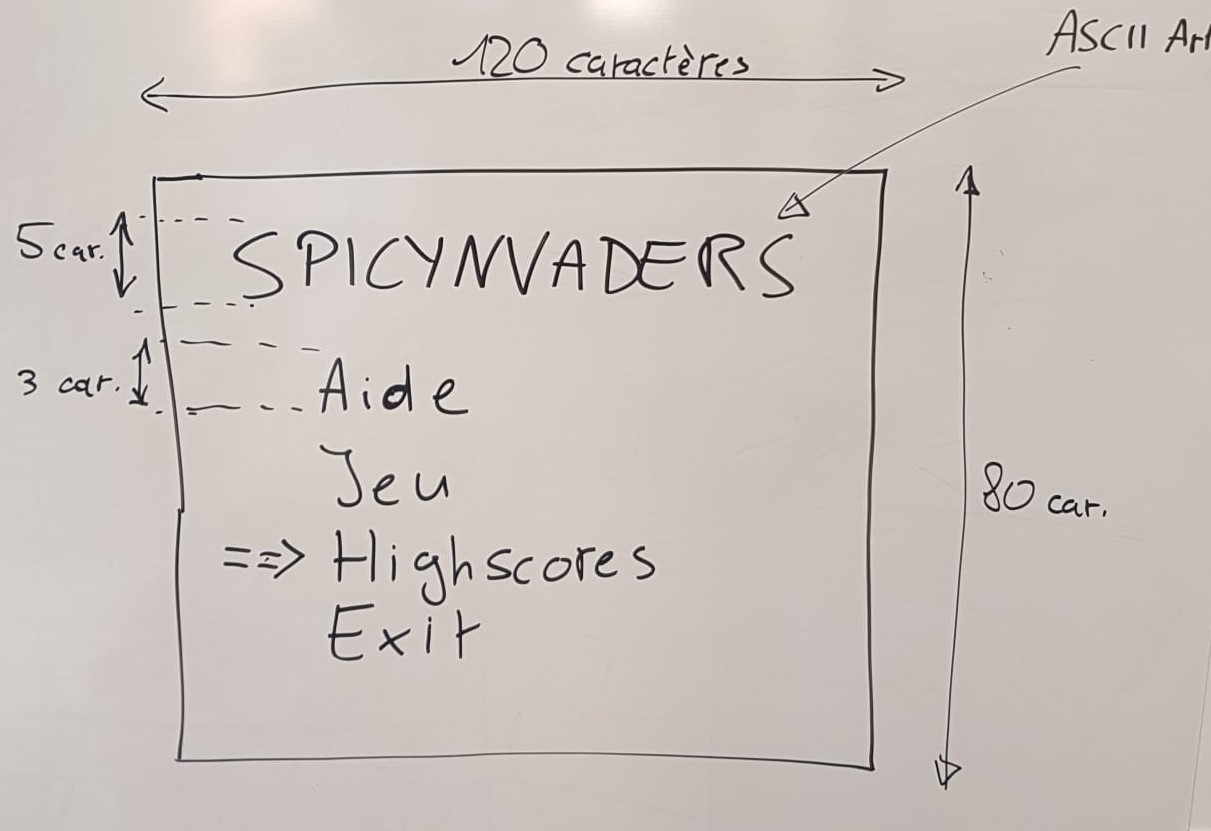 120 caractères
ASCII Art
5 car.
SPICYNVADERS
3 car.
Aide
Jeu
80 car.
==> Highscores
Exit